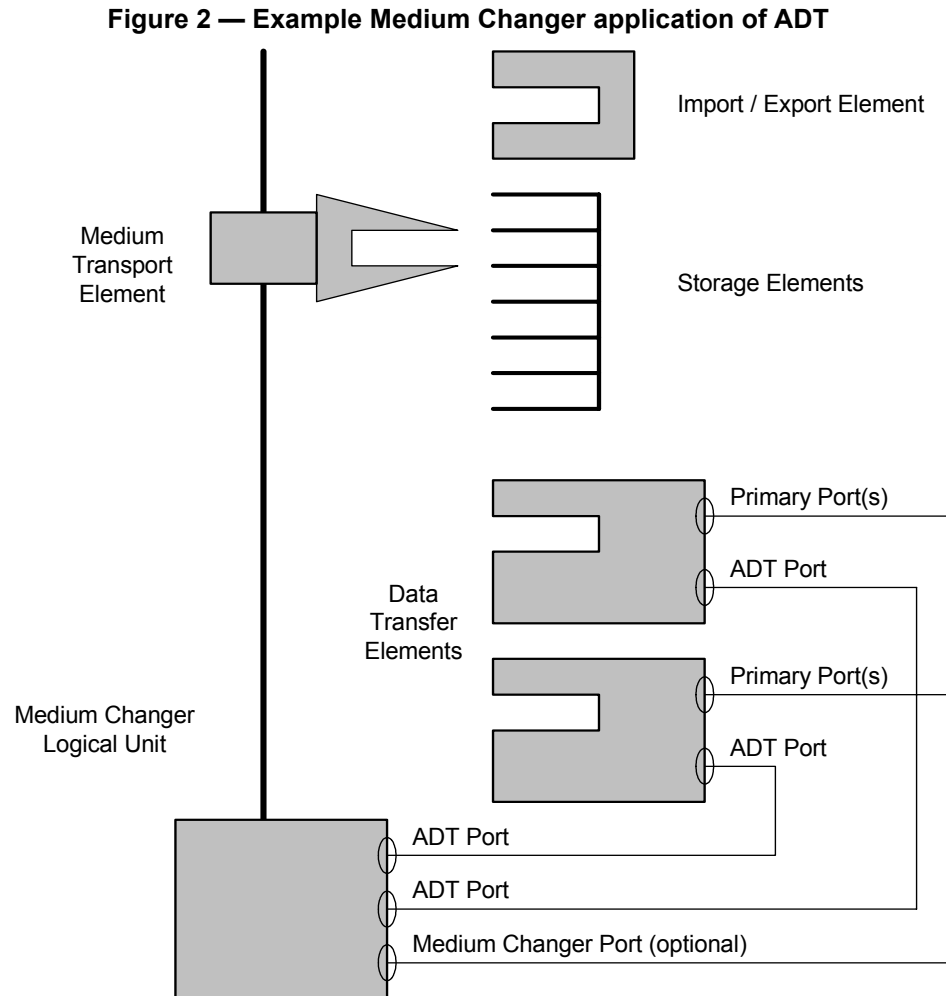 Figure 2 — Example Medium Changer application of ADT
Import / Export Element
Medium
Transport
Element
Storage Elements
Primary Port(s)
ADT Port
Data
Transfer
Elements
Primary Port(s)
ADT Port
Medium Changer
Logical Unit
ADT Port
ADT Port
Medium Changer Port (optional)